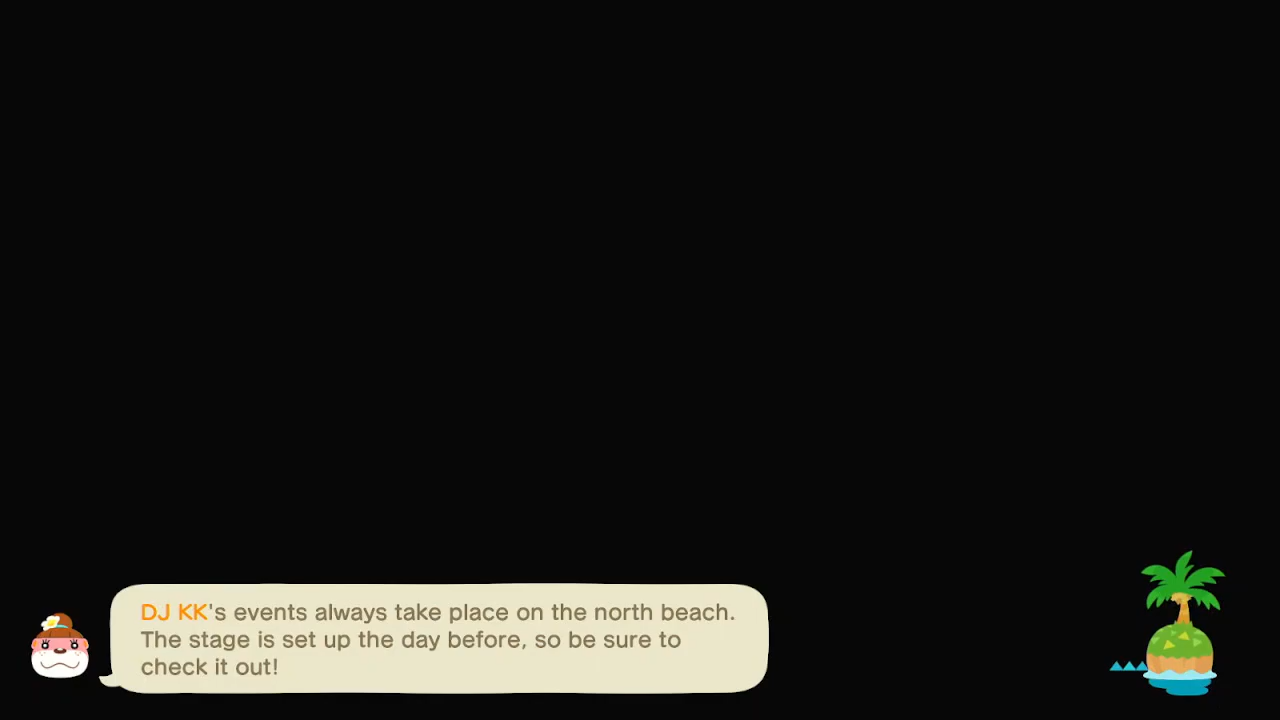 DJ KK's events always take place on the north beach.
The stage is set up the day before, so be sure to
check it out!